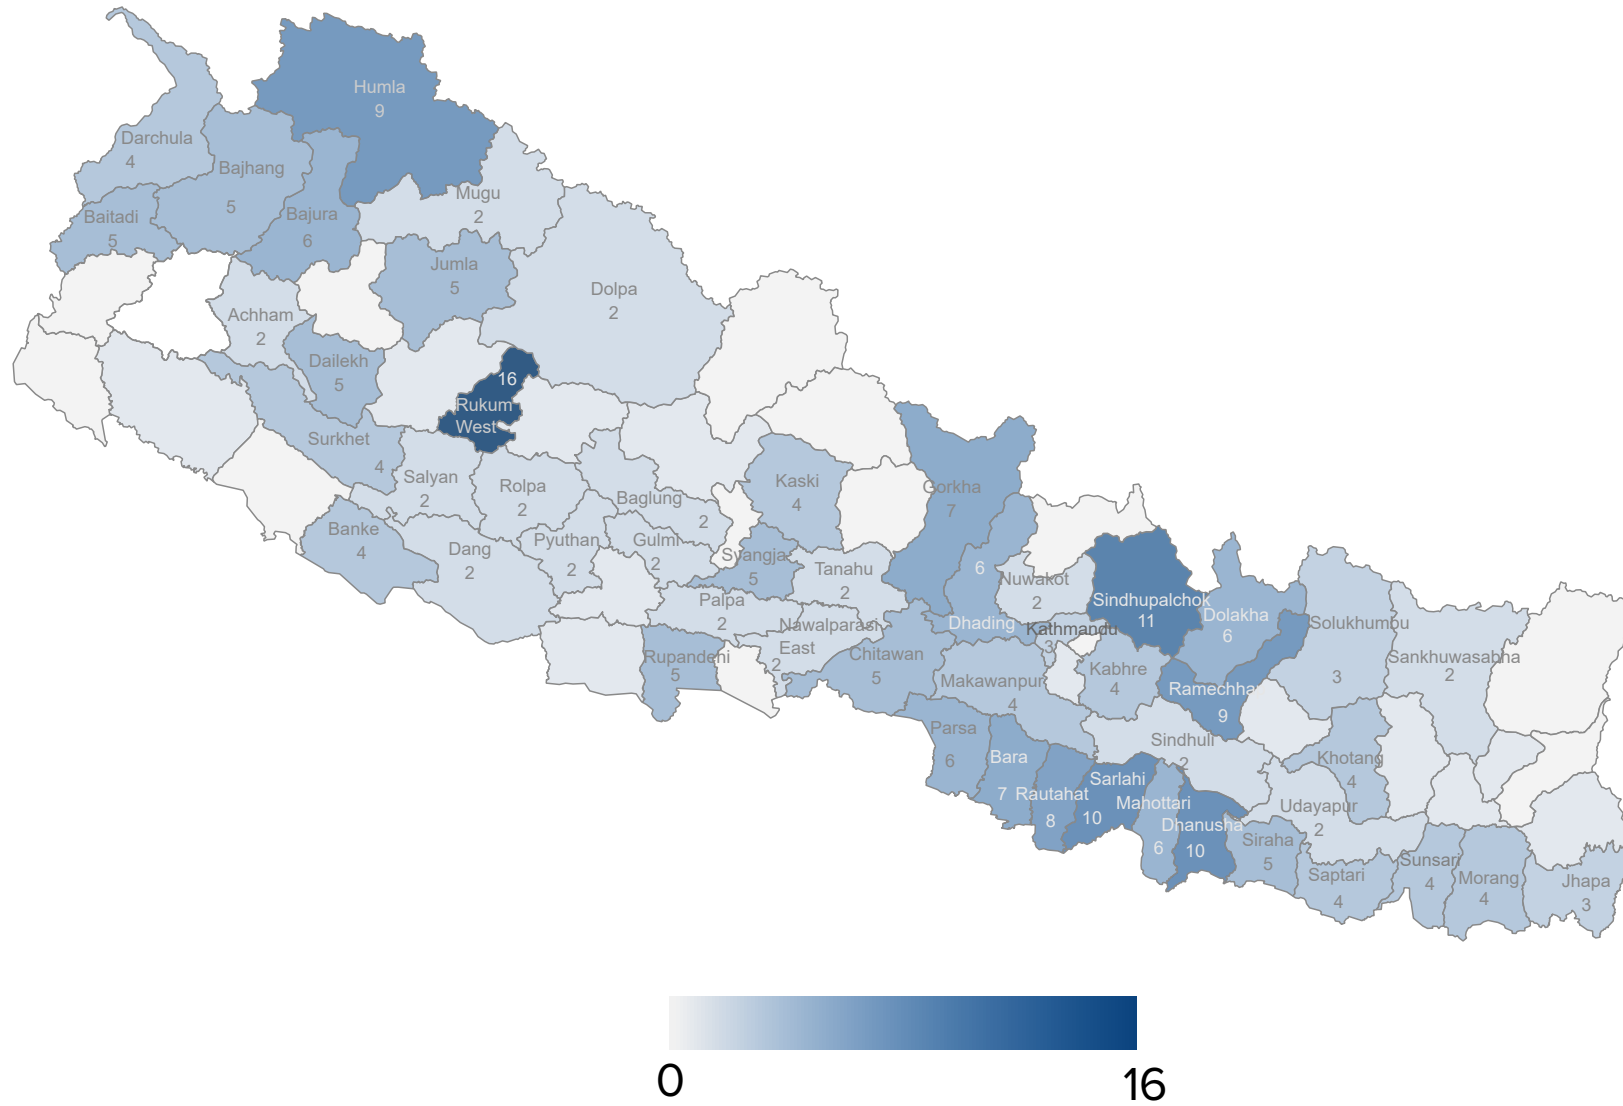 Humla
9
Darchula
4
Bajhang
5
Mugu
2
Baitadi
5
Bajura
6
Jumla
5
Dolpa
2
Achham
2
Dailekh
5
16
Rukum
West
Surkhet
4
Salyan
2
Rolpa
2
Baglung
2
Kaski
4
Gorkha
7
Banke
4
Dang
2
Pyuthan
2
Gulmi
2
Syangja
5
Tanahu
2
6
Dhading
Nuwakot
2
Sindhupalchok
11
Dolakha
6
Palpa
2
Nawalparasi
East
2
Kathmandu
3
Solukhumbu
3
Sankhuwasabha
2
Rupandehi
5
Chitawan
5
Makawanpur
4
Kabhre
4
Ramechha
9
Parsa
6
Bara
7
Sindhuli
2
Khotang
4
Rautahat
8
Sarlahi
10
Mahottari
6
Dhanusha
10
Udayapur
2
Siraha
5
Saptari
4
Sunsari
4
Morang
4
Jhapa
3
0
16